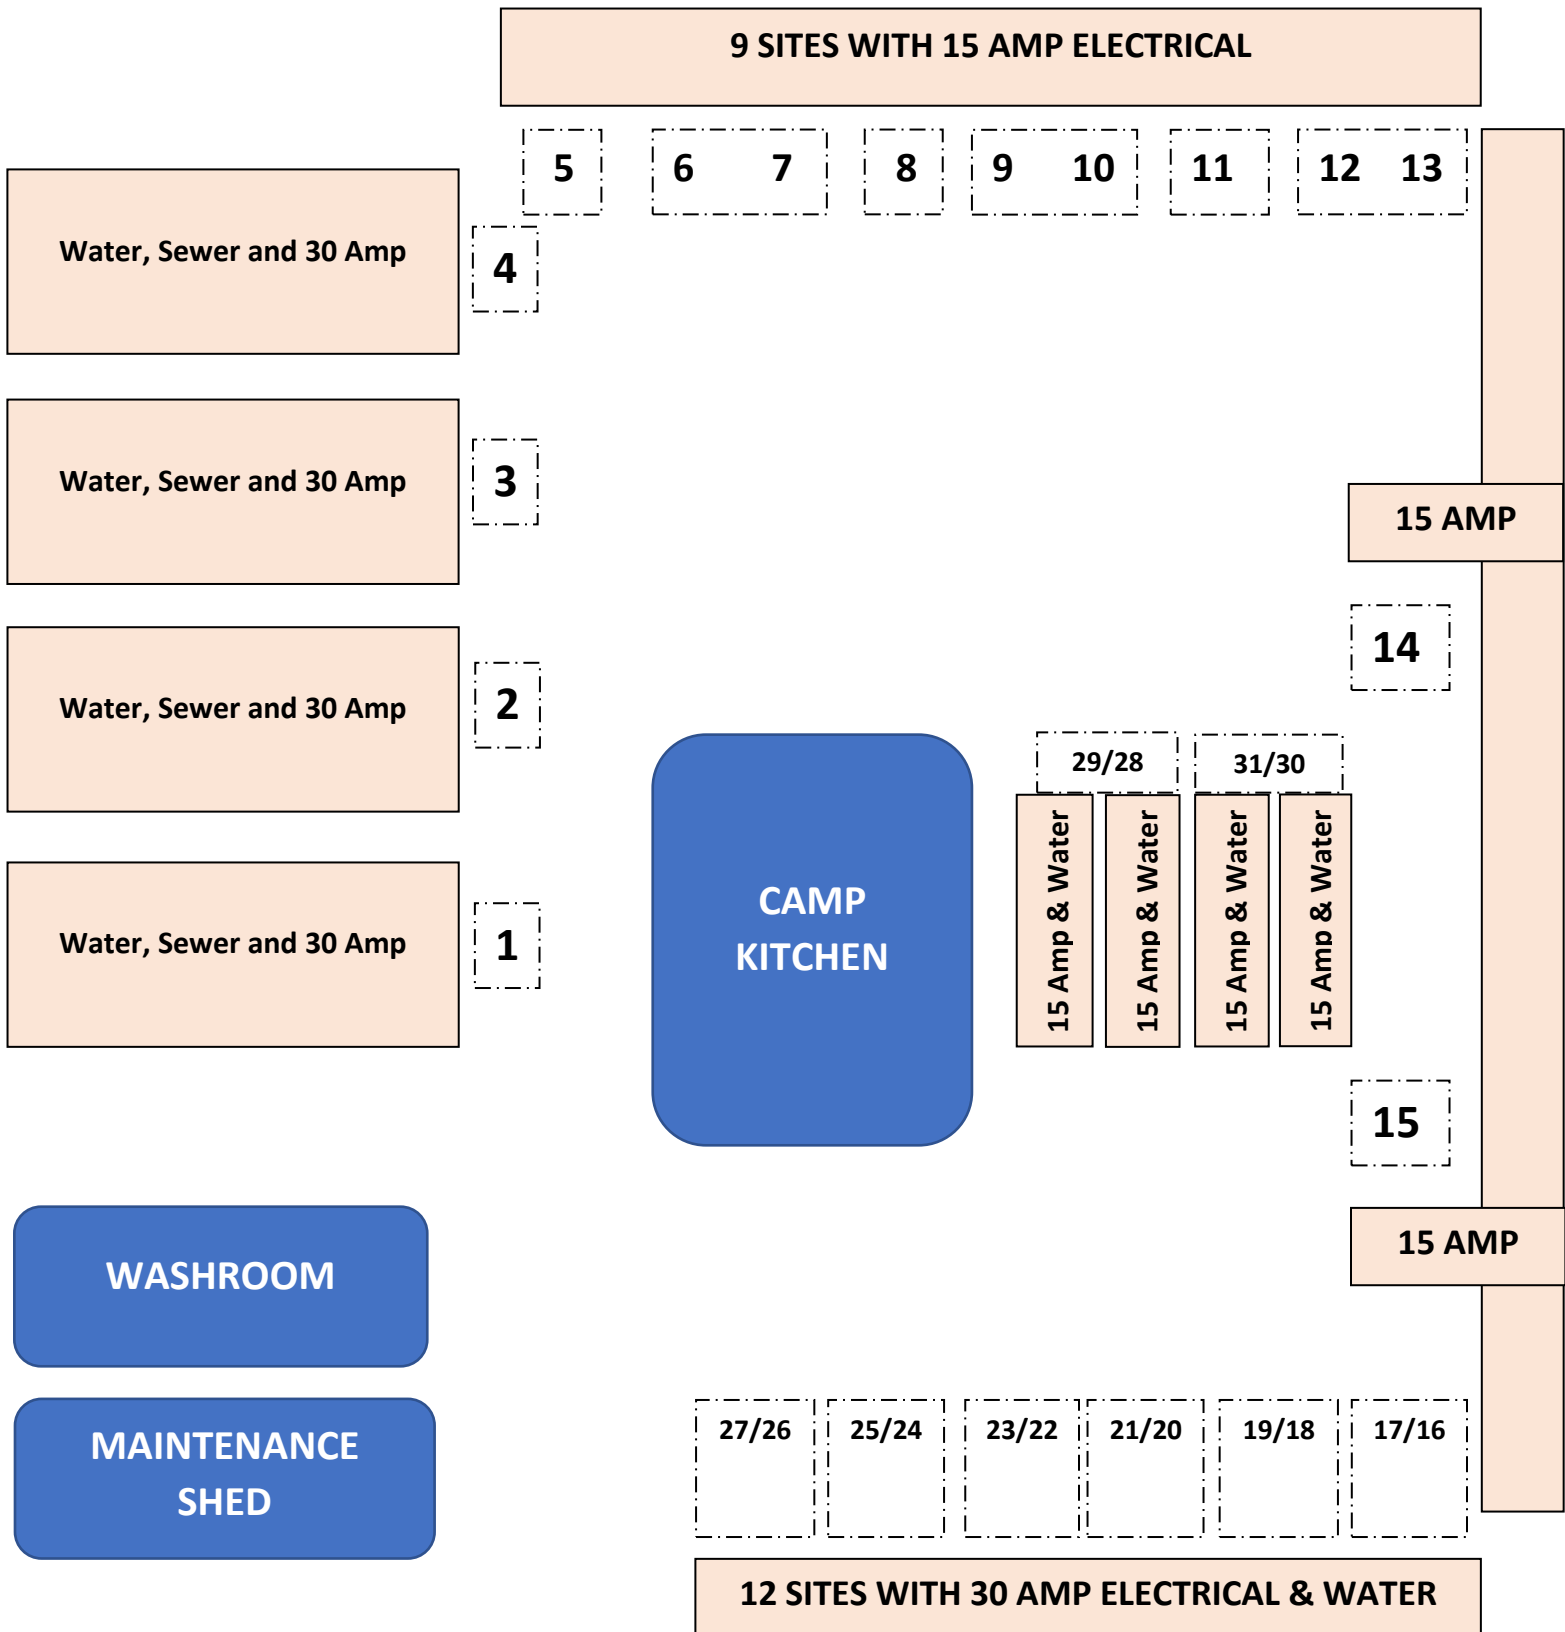 9 SITES WITH 15 AMP ELECTRICAL
5
6 7
8
9 10
11
12 13
Water, Sewer and 30 Amp
4
Water, Sewer and 30 Amp
3
15 AMP
14
Water, Sewer and 30 Amp
2
29/28
31/30
15 Amp & Water
15 Amp & Water
15 Amp & Water
15 Amp & Water
CAMP
KITCHEN
Water, Sewer and 30 Amp
1
15
15 AMP
WASHROOM
MAINTENANCE
SHED
27/26
25/24
23/22
21/20
19/18
17/16
12 SITES WITH 30 AMP ELECTRICAL & WATER